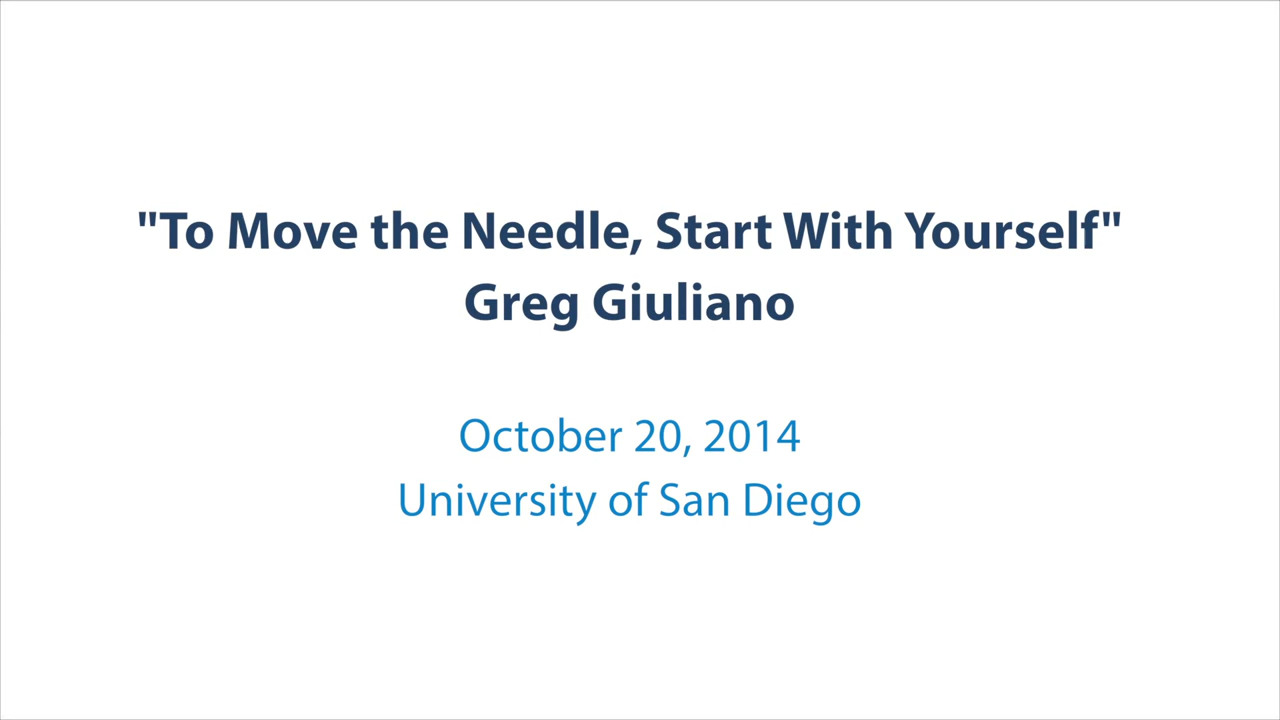 "To Move the Needle, Start With Yourself"
Greg Giuliano
October 20, 2014
University of San Diego